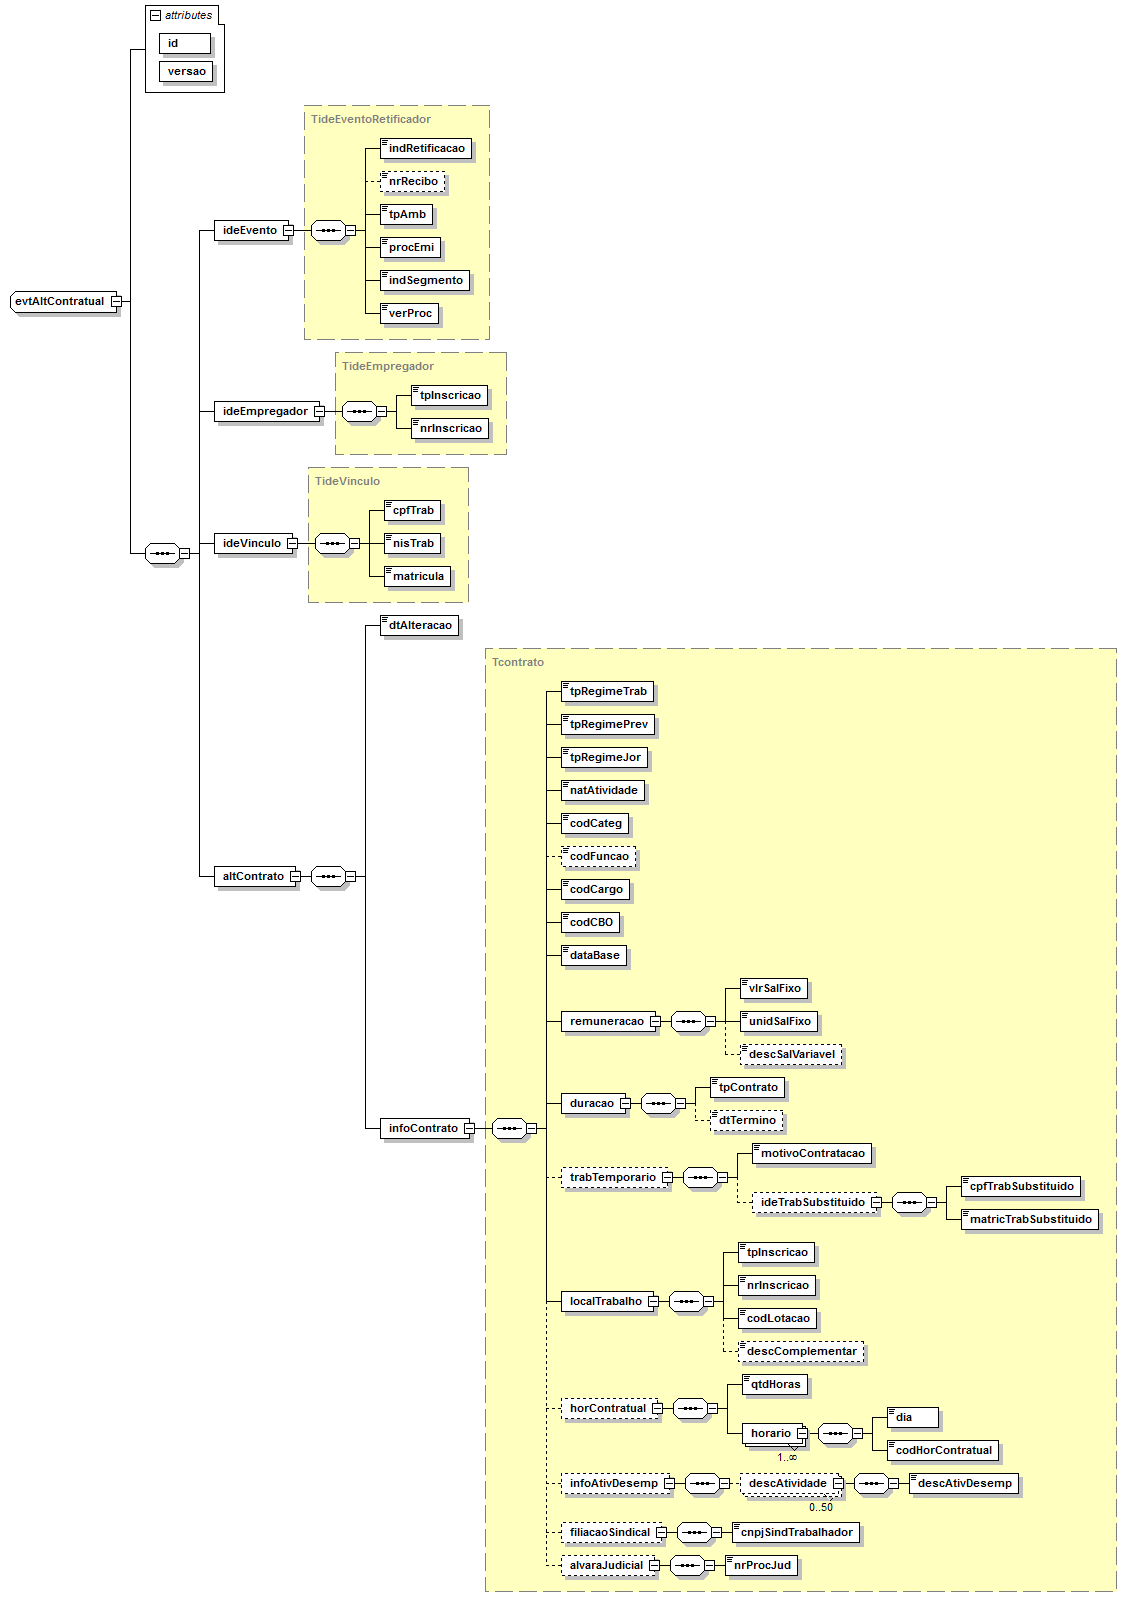 attributes
id
versao
TideEventoRetificador
indRetificacao
nrRecibo
tpAmb
ideEvento
procEmi
indSegmento
evtAltContratual
verProc
TideEmpregador
tpInscricao
ideEmpregador
nrInscricao
TideVinculo
cpfTrab
ideVinculo
nisTrab
matricula
dtAlteracao
Tcontrato
tpRegimeTrab
tpRegimePrev
tpRegimeJor
natAtividade
codCateg
codFuncao
altContrato
codCargo
codCBO
dataBase
vlrSalFixo
remuneracao
unidSalFixo
descSalVariavel
tpContrato
duracao
dtTermino
infoContrato
motivoContratacao
trabTemporario
cpfTrabSubstituido
ideTrabSubstituido
matricTrabSubstituido
tpInscricao
nrInscricao
localTrabalho
codLotacao
descComplementar
qtdHoras
horContratual
dia
horario
1..∞
codHorContratual
infoAtivDesemp
descAtividade
0..50
descAtivDesemp
filiacaoSindical
cnpjSindTrabalhador
alvaraJudicial
nrProcJud